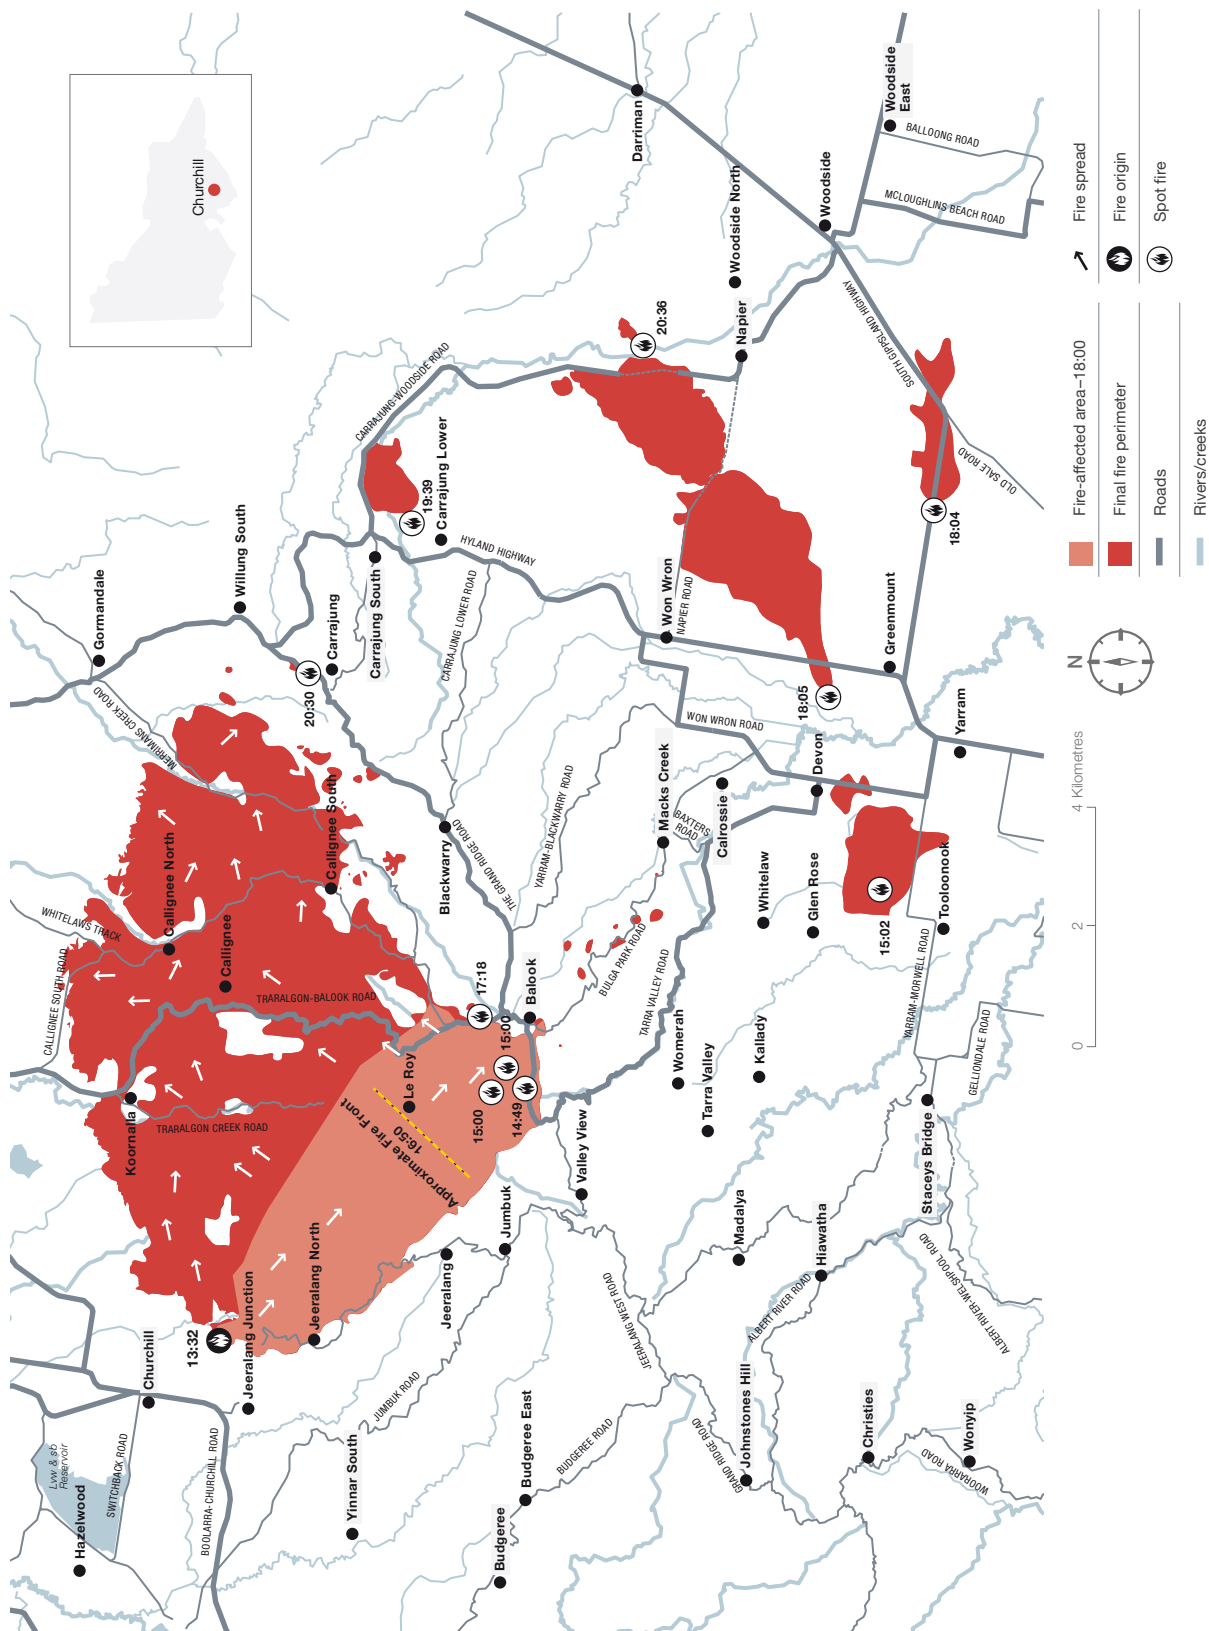 Hazelwood
Lvw & sb
Reservoir
SWITCHBACK ROAD
Churchill
BOOLARRA-CHURCHILL ROAD
Jeeralang Junction
13:32
Jeeralang North
Yinnar South
JUMBUK ROAD
Jeeralang
Jumbuk
Budgeree
Budgeree East
BUDGEREE ROAD
JEERALANG WEST ROAD
GRAND RIDGE ROAD
Johnstones Hill
ALBERT RIVER ROAD
Christies
Wonyip
WOORARRA ROAD
Madalya
Hiawatha
ALBERT RIVER-WELSHPOOL ROAD
Staceys Bridge
GELLIONDALE ROAD
Valley View
Koornalla
TRARALGON CREEK ROAD
Approximate Fire Front
16:50
Le Roy
15:00
14:49
15:00
17:18
Balook
CALLIGNEE SOUTH ROAD
WHITELAWS TRACK
Callignee North
Callignee
TRARALGON-BALOOK ROAD
Callignee South
MERRIMANS CREEK ROAD
Gormandale
Willung South
20:30
Carrajung
Carrajung South
Blackwarry
THE GRAND RIDGE ROAD
YARRAM-BLACKWARRY ROAD
CARRAJUNG LOWER ROAD
HYLAND HIGHWAY
Carrajung Lower
19:39
CARRAJUNG-WOODSIDE ROAD
BULGA PARK ROAD
TARRA VALLEY ROAD
Macks Creek
BAXTERS
ROAD
Calrossie
Womerah
Tarra Valley
Kallady
Whitelaw
Glen Rose
15:02
Tooloonook
YARRAM-MORWELL ROAD
Devon
18:05
WON WRON ROAD
Won Wron
NAPIER ROAD
Greenmount
Yarram
18:04
OLD SALE ROAD
SOUTH GIPPSLAND HIGHWAY
20:36
Napier
Woodside North
Woodside
Darriman
Woodside
East
BALLOONG ROAD
MCLOUGHLINS BEACH ROAD
Churchill
0 2 4 Kilometres
N
Fire-affected area–18:00
Final fire perimeter
Roads
Rivers/creeks
Fire spread
Fire origin
Spot fire